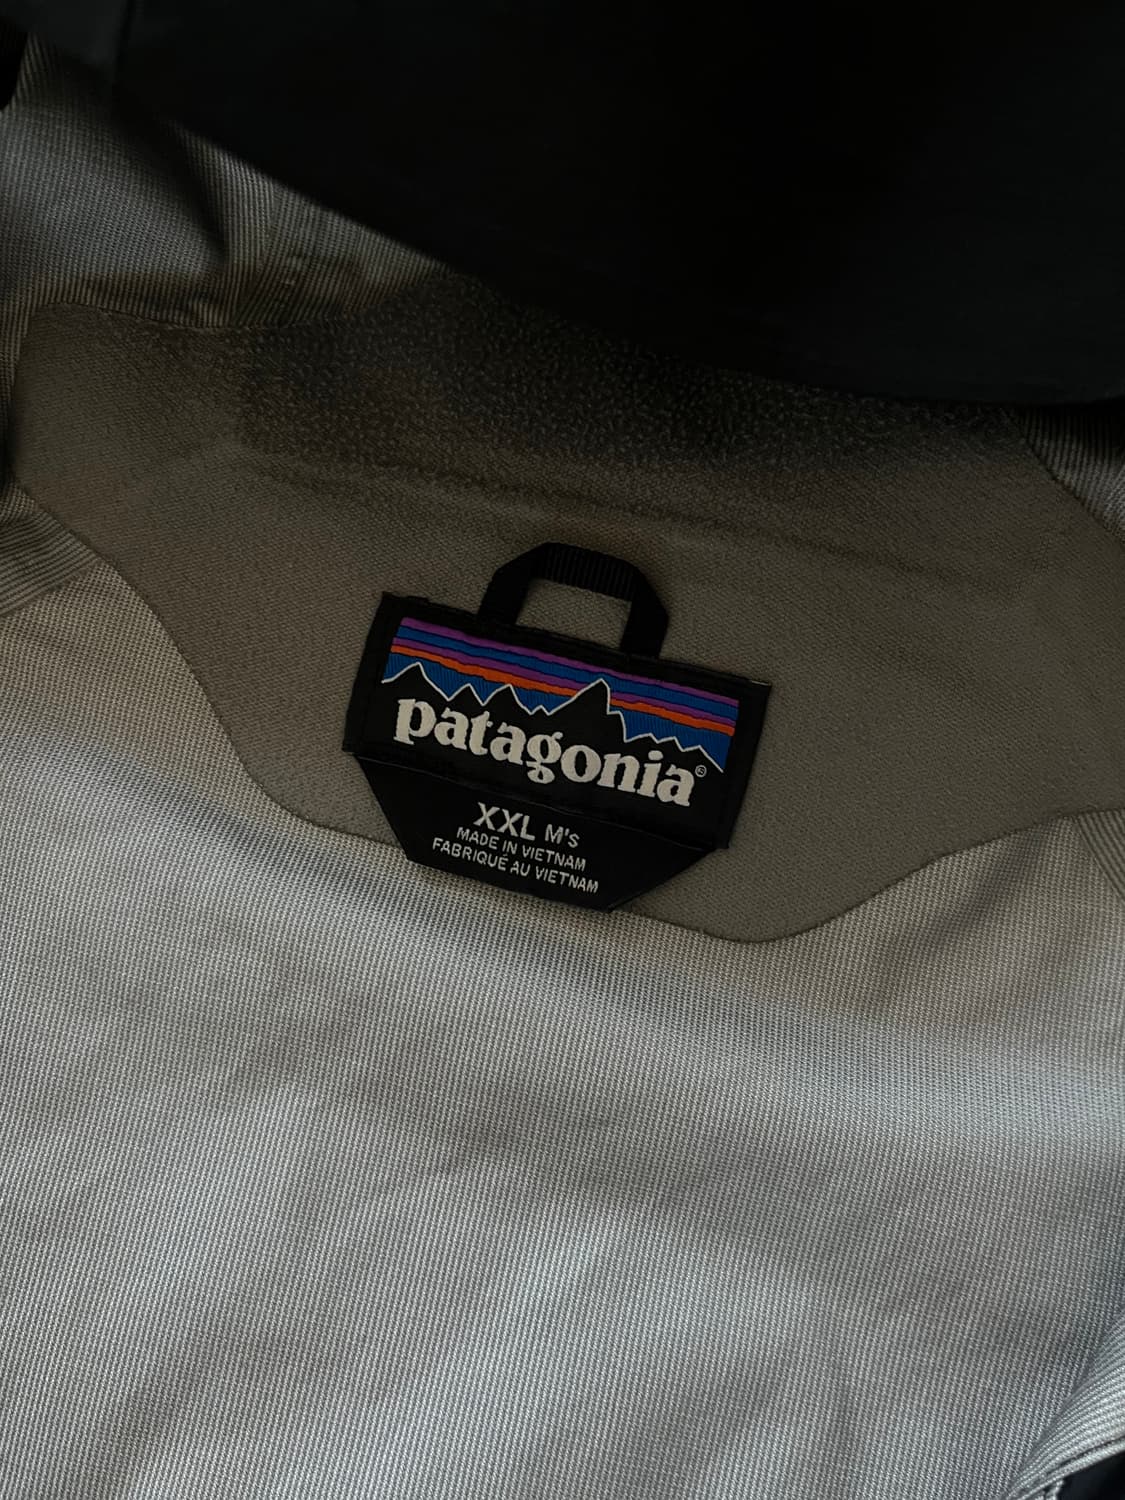 patagonia®
XXL M's
MADE IN VIETNAM
FABRIQUÉ AU VIETNAM